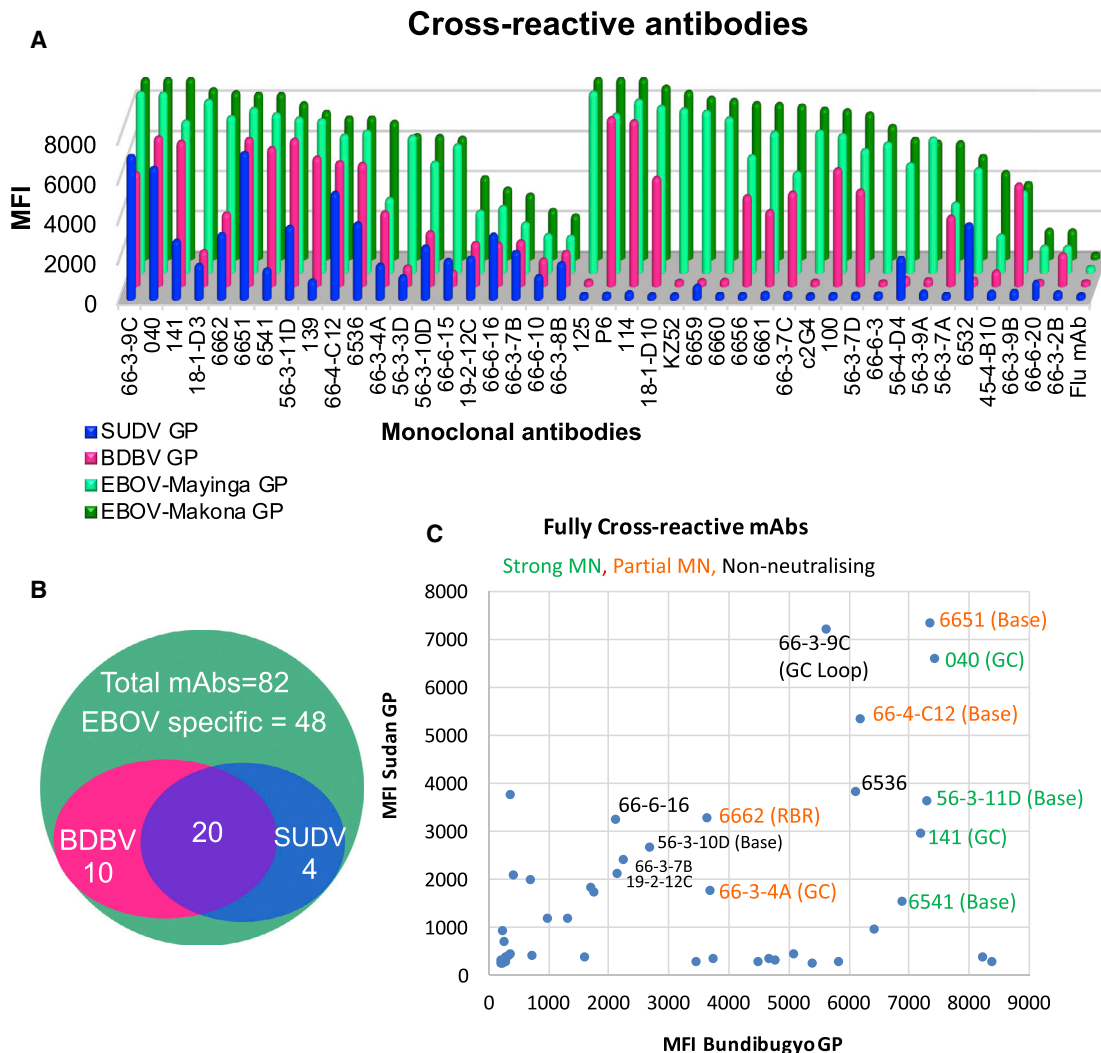 Cross-reactive antibodies
A
MFI
8000
6000
4000
2000
0
66-3-9C
040
141
18-1-D3
6662
6651
6541
56-3-11D
139
66-4-C12
6536
66-3-4A
56-3-3D
56-3-10D
66-6-15
19-2-12C
66-6-16
66-3-7B
66-6-10
66-3-8B
125
P6
114
18-1-D10
KZ52
6659
6660
6656
6661
66-3-7C
c2G4
100
56-3-7D
66-6-3
56-4-D4
56-3-9A
56-3-7A
6532
45-4-B10
66-3-9B
66-6-20
66-3-2B
Flu mAb
Monoclonal antibodies
SUDV GP
BDBV GP
EBOV-Mayinga GP
EBOV-Makona GP
B
Total mAbs=82
EBOV specific = 48
BDBV
10
20
SUDV
4
C
Fully Cross-reactive mAbs
Strong MN, Partial MN, Non-neutralising
MFI Sudan GP
8000
7000
6000
5000
4000
3000
2000
1000
0
6651 (Base)
66-3-9C
(GC Loop)
040 (GC)
66-4-C12 (Base)
6536
56-3-11D (Base)
66-6-16
6662 (RBR)
141 (GC)
56-3-10D (Base)
66-3-7B
19-2-12C
66-3-4A (GC)
6541 (Base)
0 1000 2000 3000 4000 5000 6000 7000 8000 9000
MFI Bundibugyo GP